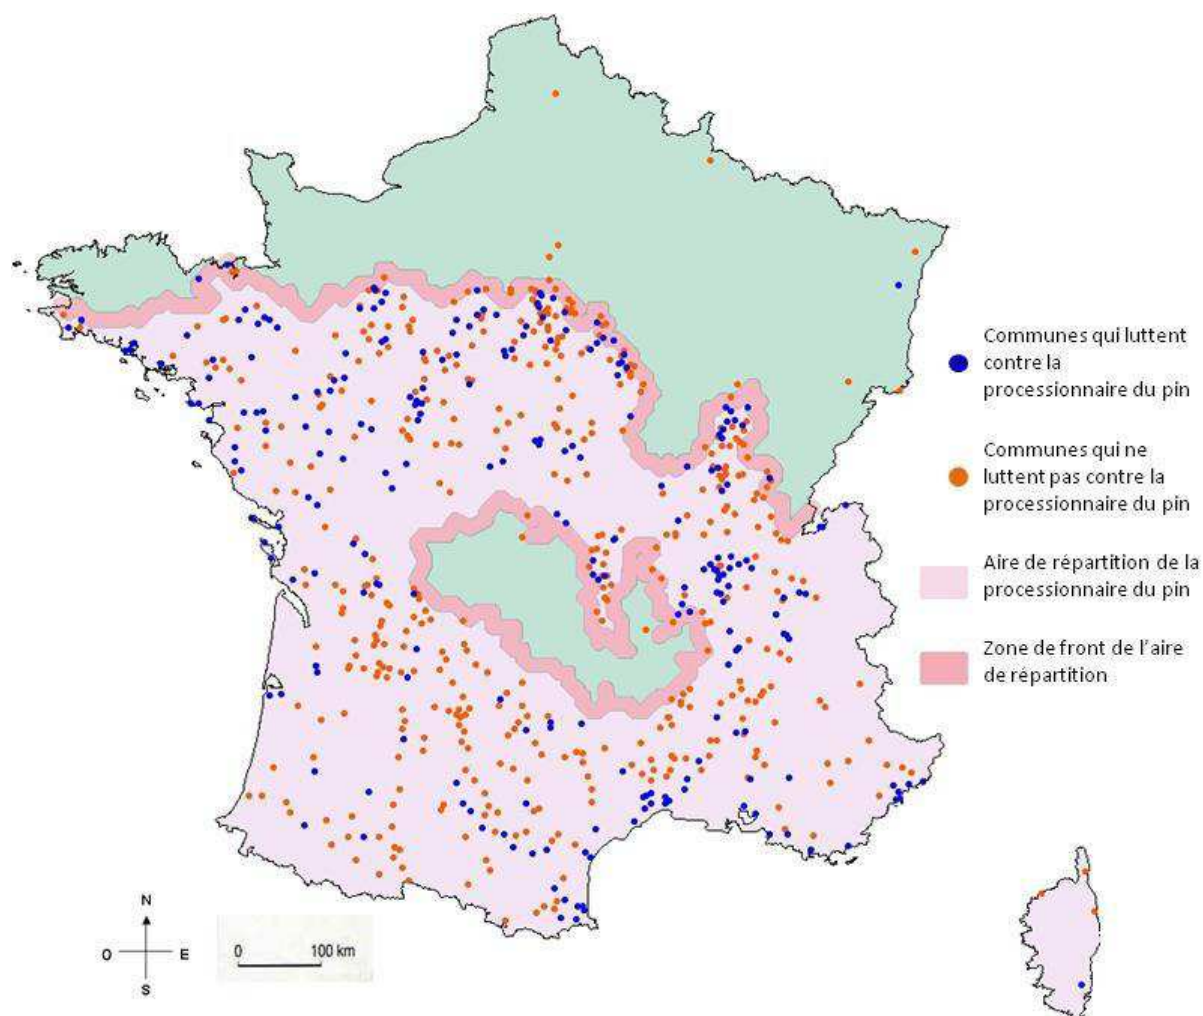 Communes qui luttent
contre la
processionnaire du pin
Communes qui ne
luttent pas contre la
processionnaire du pin
Aire de répartition de la
processionnaire du pin
Zone de front de l'aire
de répartition
N
O E
S
0 100 km